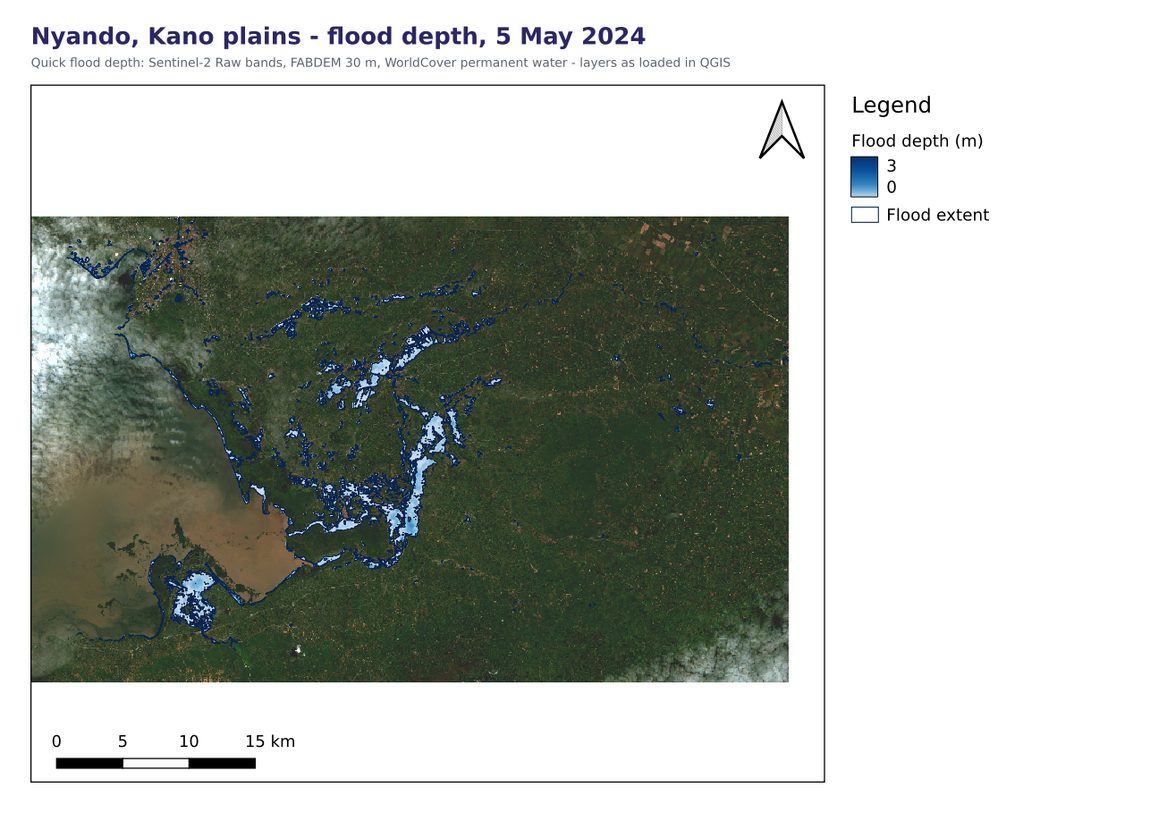 Nyando, Kano plains - flood depth, 5 May 2024
Quick flood depth: Sentinel-2 Raw bands, FABDEM 30 m, WorldCover permanent water - layers as loaded in QGIS
Legend
Flood depth (m)
3
0
Flood extent
0 5 10 15 km